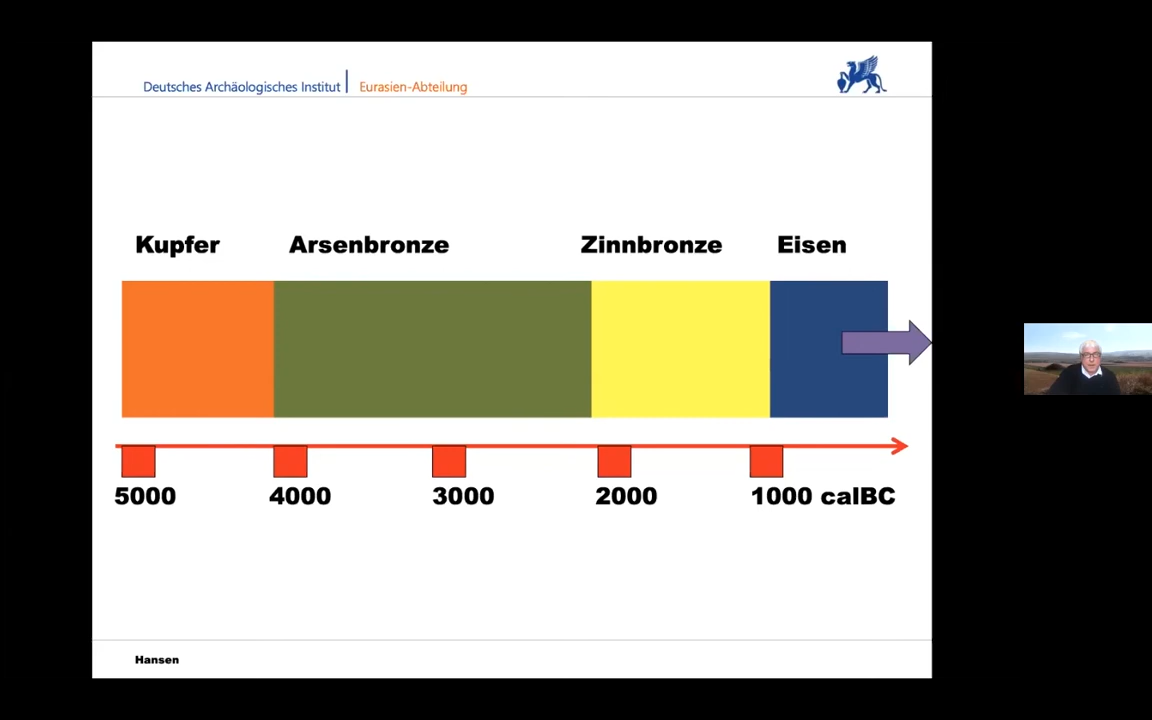 Deutsches Archäologisches Institut Eurasien-Abteilung
Kupfer Arsenbronze Zinnbronze Eisen
5000 4000 3000 2000 1000 calBC
Hansen